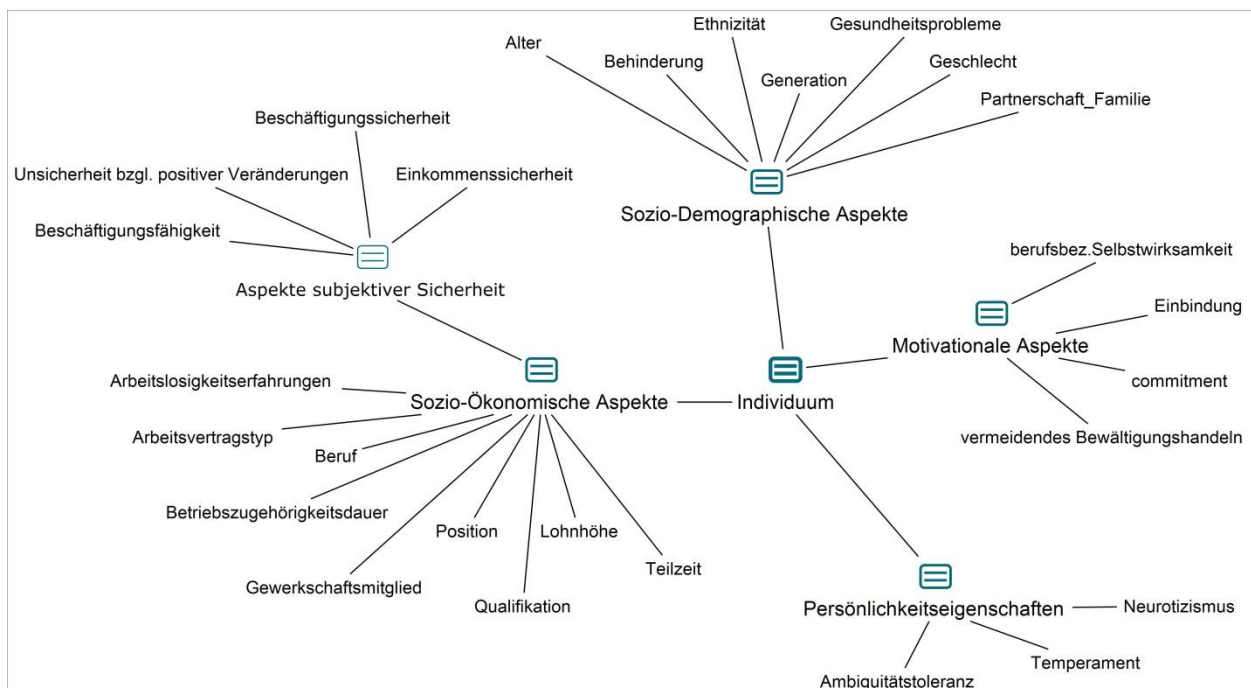 Ethnizität
Gesundheitsprobleme
Alter
Behinderung
Geschlecht
Generation
Partnerschaft_Familie
Beschäftigungssicherheit
Unsicherheit bzgl. positiver Veränderungen
Einkommenssicherheit
Sozio-Demographische Aspekte
Beschäftigungsfähigkeit
berufsbez.Selbstwirksamkeit
Aspekte subjektiver Sicherheit
Einbindung
Motivationale Aspekte
Arbeitslosigkeitserfahrungen
commitment
Sozio-Ökonomische Aspekte
Individuum
Arbeitsvertragstyp
vermeidendes Bewältigungshandeln
Beruf
Betriebszugehörigkeitsdauer
Position
Lohnhöhe
Teilzeit
Gewerkschaftsmitglied
Qualifikation
Persönlichkeitseigenschaften
Neurotizismus
Temperament
Ambiguitätstoleranz